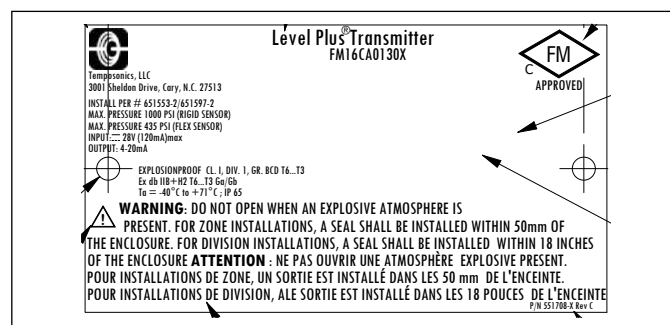 Level Plus® Transmitter
FM16CA0130X
FM
C
APPROVED
Temposonics, LLC
3001 Sheldon Drive, Cary, N.C. 27513
INSTALL PER # 651553-2/651597-2
MAX. PRESSURE 1000 PSI (RIGID SENSOR)
MAX. PRESSURE 435 PSI (FLEX SENSOR)
INPUT: ⎓ 28V (120mA)max
OUTPUT: 4-20mA
EXPLOSIONPROOF CL. I, DIV. 1, GR. BCD T6...T3
Ex db IIB+H2 T6...T3 Ga/Gb
Ta = -40°C to +71°C ; IP 65
WARNING: DO NOT OPEN WHEN AN EXPLOSIVE ATMOSPHERE IS
PRESENT. FOR ZONE INSTALLATIONS, A SEAL SHALL BE INSTALLED WITHIN 50mm OF
THE ENCLOSURE. FOR DIVISION INSTALLATIONS, A SEAL SHALL BE INSTALLED WITHIN 18 INCHES
OF THE ENCLOSURE ATTENTION : NE PAS OUVRIR UNE ATMOSPHÈRE EXPLOSIVE PRESENT.
POUR INSTALLATIONS DE ZONE, UN SORTIE EST INSTALLÉ DANS LES 50 mm DE L'ENCEINTE.
POUR INSTALLATIONS DE DIVISION, ALE SORTIE EST INSTALLÉ DANS LES 18 POUCES DE L'ENCEINTE
P/N 551708-X Rev C